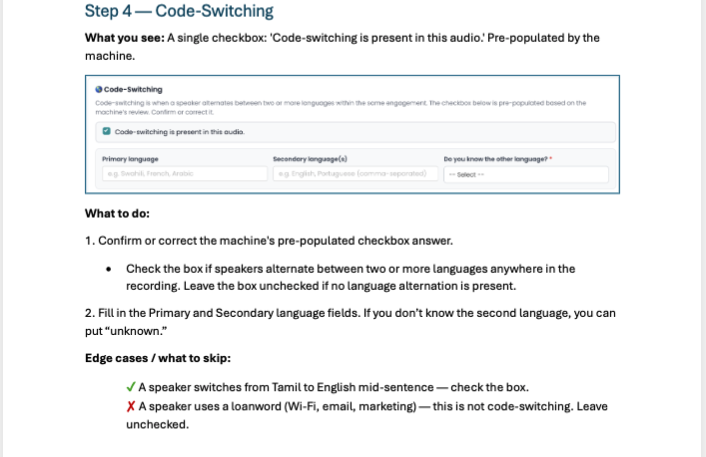 Step 4 — Code-Switching
What you see: A single checkbox: 'Code-switching is present in this audio.' Pre-populated by the
machine.
Code-Switching
Code-switching is when a speaker alternates between two or more languages within the same engagement. The checkbox below is pre-populated based on the
machine's review. Confirm or correct it.
Code-switching is present in this audio.
Primary language Secondary language(s) Do you know the other language? *
e.g. Swahili, French, Arabic e.g. English, Portuguese (comma-separated) -- Select --
What to do:
1. Confirm or correct the machine's pre-populated checkbox answer.
• Check the box if speakers alternate between two or more languages anywhere in the
recording. Leave the box unchecked if no language alternation is present.
2. Fill in the Primary and Secondary language fields. If you don't know the second language, you can
put “unknown.”
Edge cases / what to skip:
✓ A speaker switches from Tamil to English mid-sentence — check the box.
✗ A speaker uses a loanword (Wi-Fi, email, marketing) — this is not code-switching. Leave
unchecked.